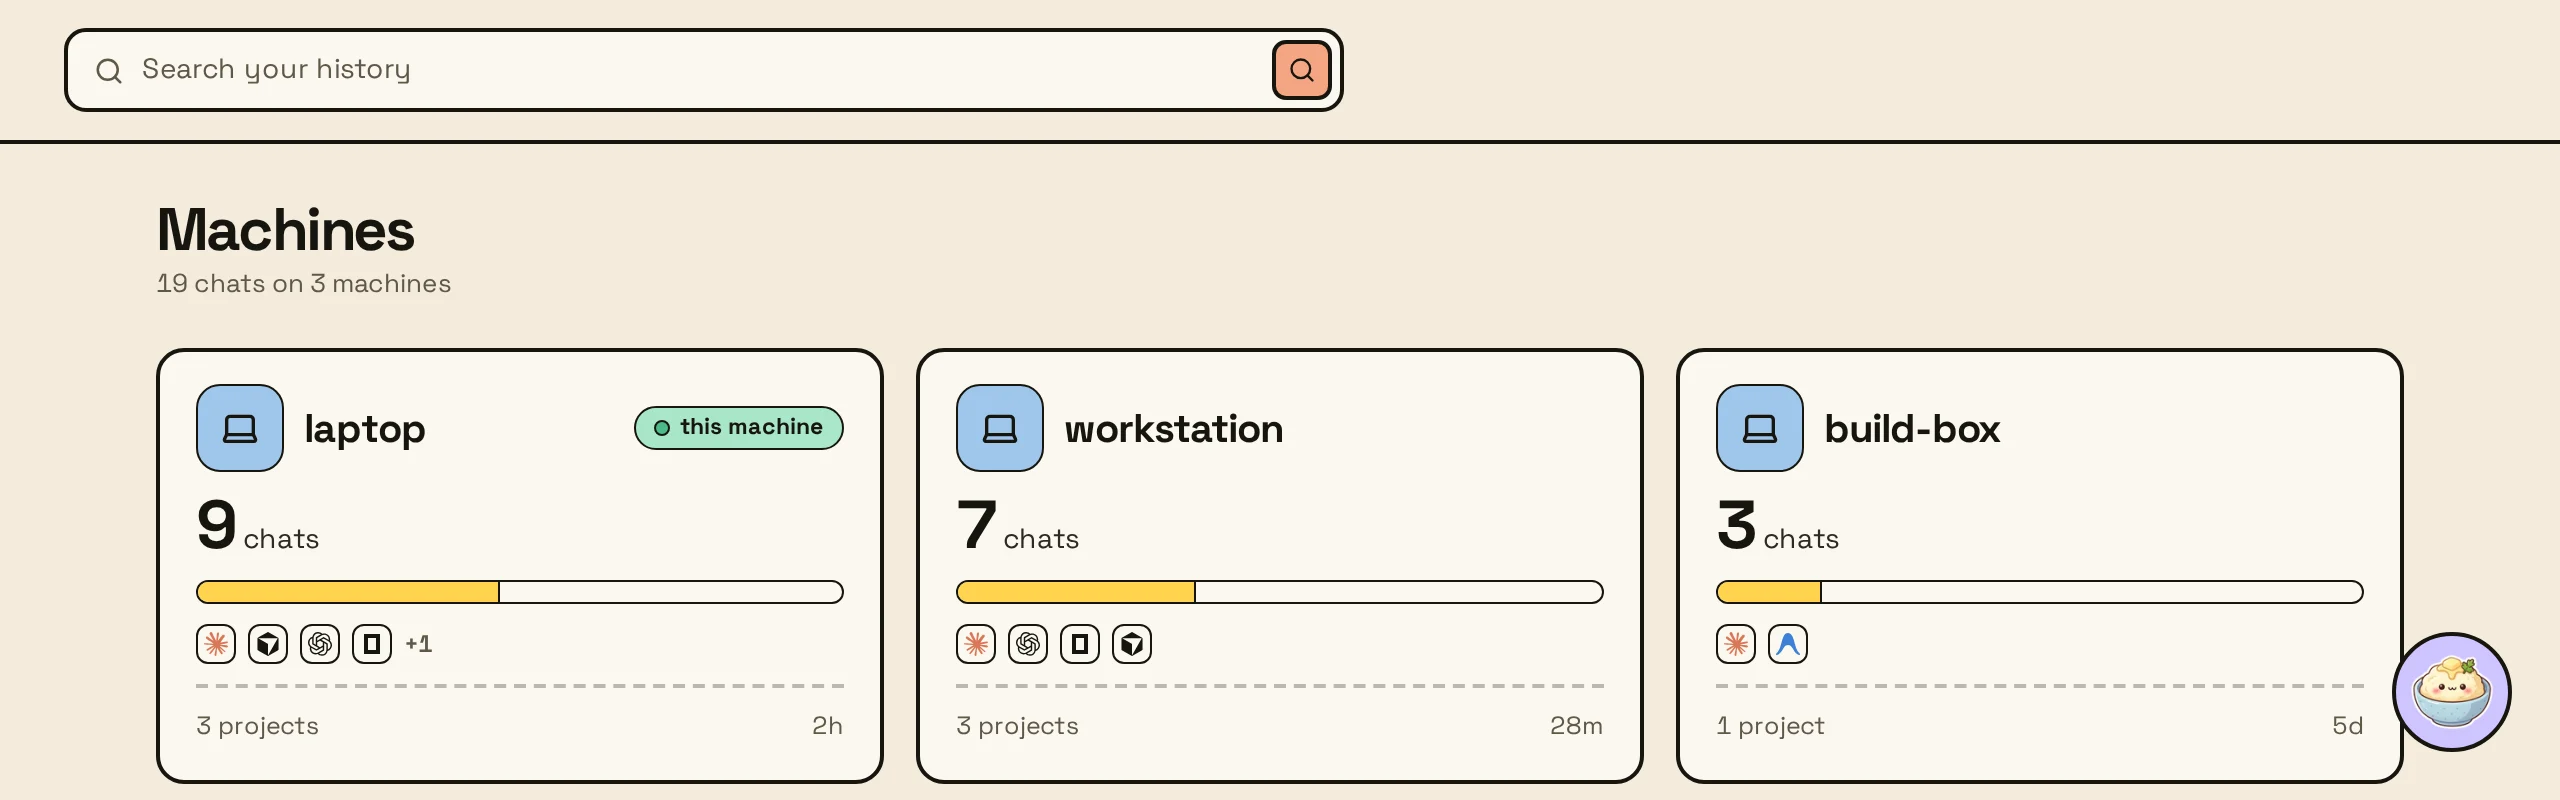 Search your history
Machines
19 chats on 3 machines
laptop
this machine
9 chats
+1
3 projects
2h
workstation
7 chats
3 projects
28m
build-box
3 chats
1 project
5d